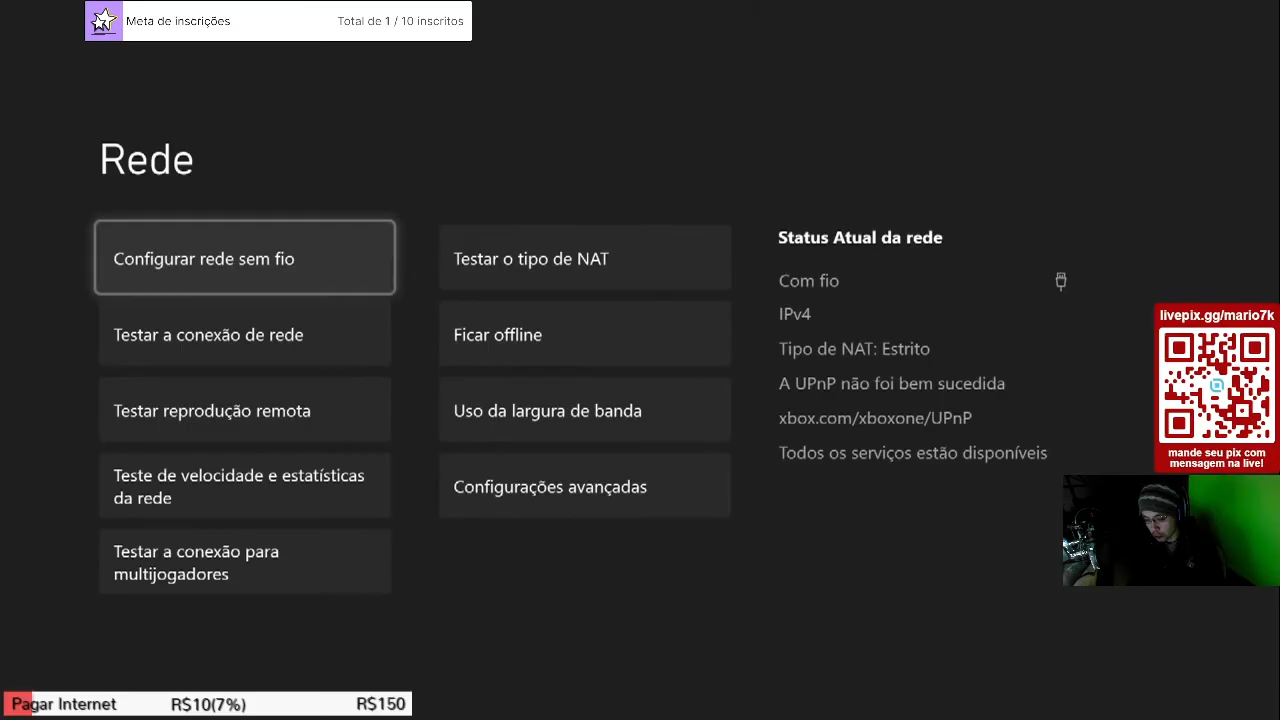 Meta de inscrições
Total de 1 / 10 inscritos
Rede
Configurar rede sem fio
Testar a conexão de rede
Testar reprodução remota
Teste de velocidade e estatísticas
da rede
Testar a conexão para
multijogadores
Testar o tipo de NAT
Ficar offline
Uso da largura de banda
Configurações avançadas
Status Atual da rede
Com fio
IPv4
Tipo de NAT: Estrito
A UPnP não foi bem sucedida
xbox.com/xboxone/UPnP
Todos os serviços estão disponíveis
livepix.gg/mario7k
mande seu pix com
mensagem na live!
Pagar Internet
R$10(7%)
R$150